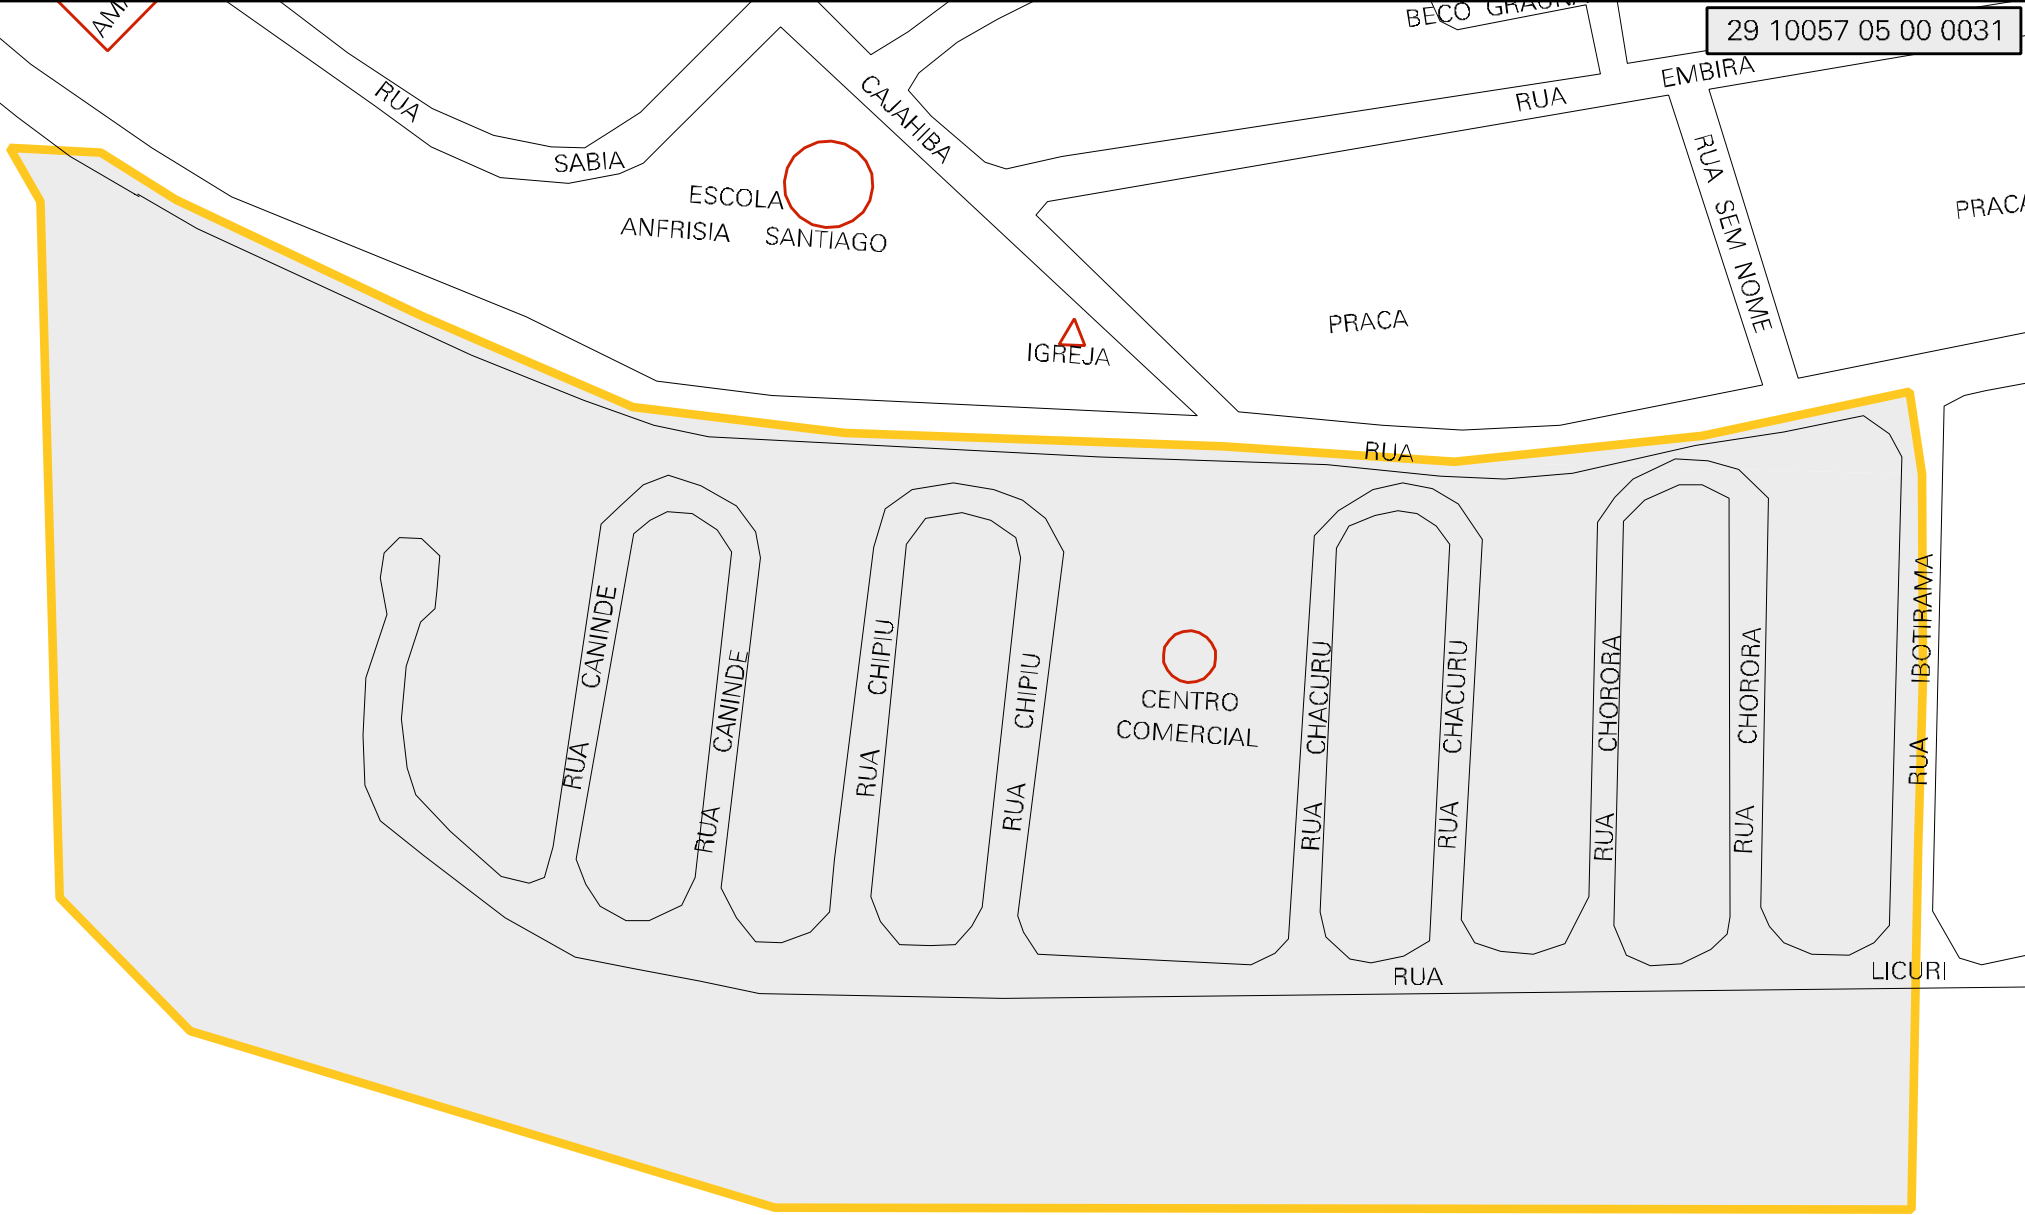 BECO GRAUNA
29 10057 05 00 0031
RUA
SABIA
CAJAHIBA
RUA
EMBIRA
RUA SEM NOME
PRACA
ESCOLA
ANFRISIA SANTIAGO
IGREJA
PRACA
RUA
RUA CANINDE
RUA CANINDE
RUA CHIPIU
RUA CHIPIU
CENTRO
COMERCIAL
RUA CHACURU
RUA CHACURU
RUA CHORORA
RUA CHORORA
RUA IBOTIRAMA
RUA
LICURI